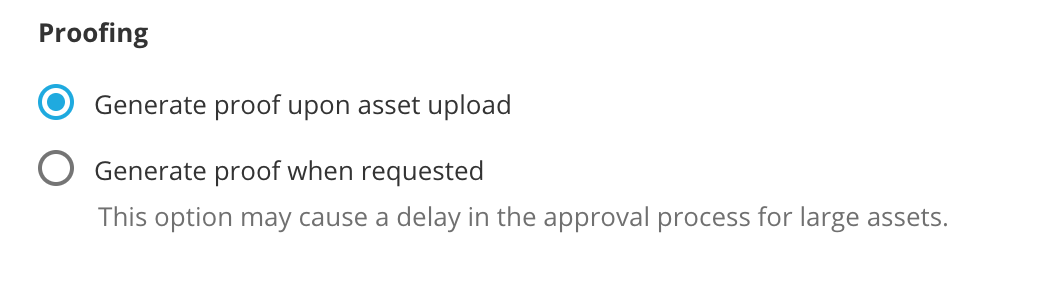 Proofing
Generate proof upon asset upload
Generate proof when requested
This option may cause a delay in the approval process for large assets.